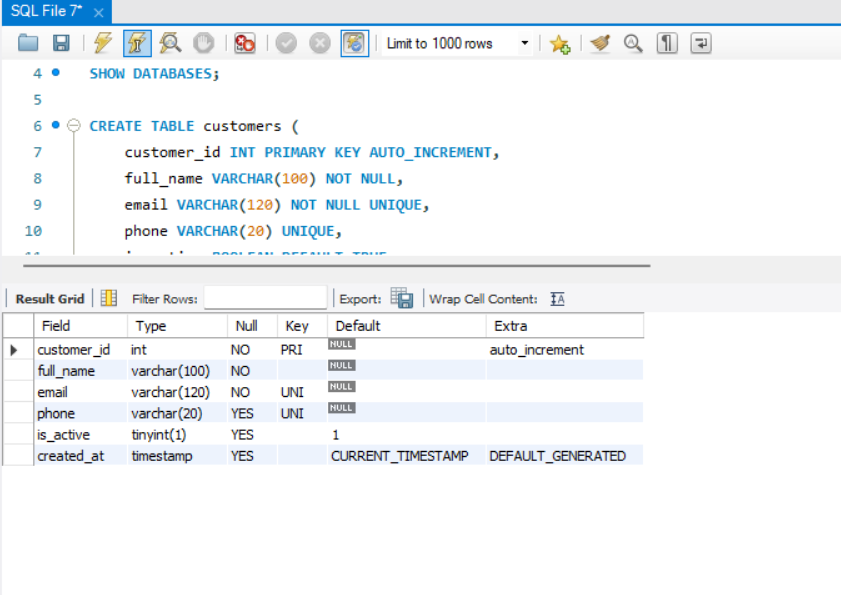 SQL File 7*
Limit to 1000 rows
4 SHOW DATABASES;
5
6 CREATE TABLE customers (
7 customer_id INT PRIMARY KEY AUTO_INCREMENT,
8 full_name VARCHAR(100) NOT NULL,
9 email VARCHAR(120) NOT NULL UNIQUE,
10 phone VARCHAR(20) UNIQUE,
Result Grid Filter Rows: Export: Wrap Cell Content:
Field Type Null Key Default Extra
customer_id int NO PRI NULL auto_increment
full_name varchar(100) NO NULL
email varchar(120) NO UNI NULL
phone varchar(20) YES UNI NULL
is_active tinyint(1) YES 1
created_at timestamp YES CURRENT_TIMESTAMP DEFAULT_GENERATED